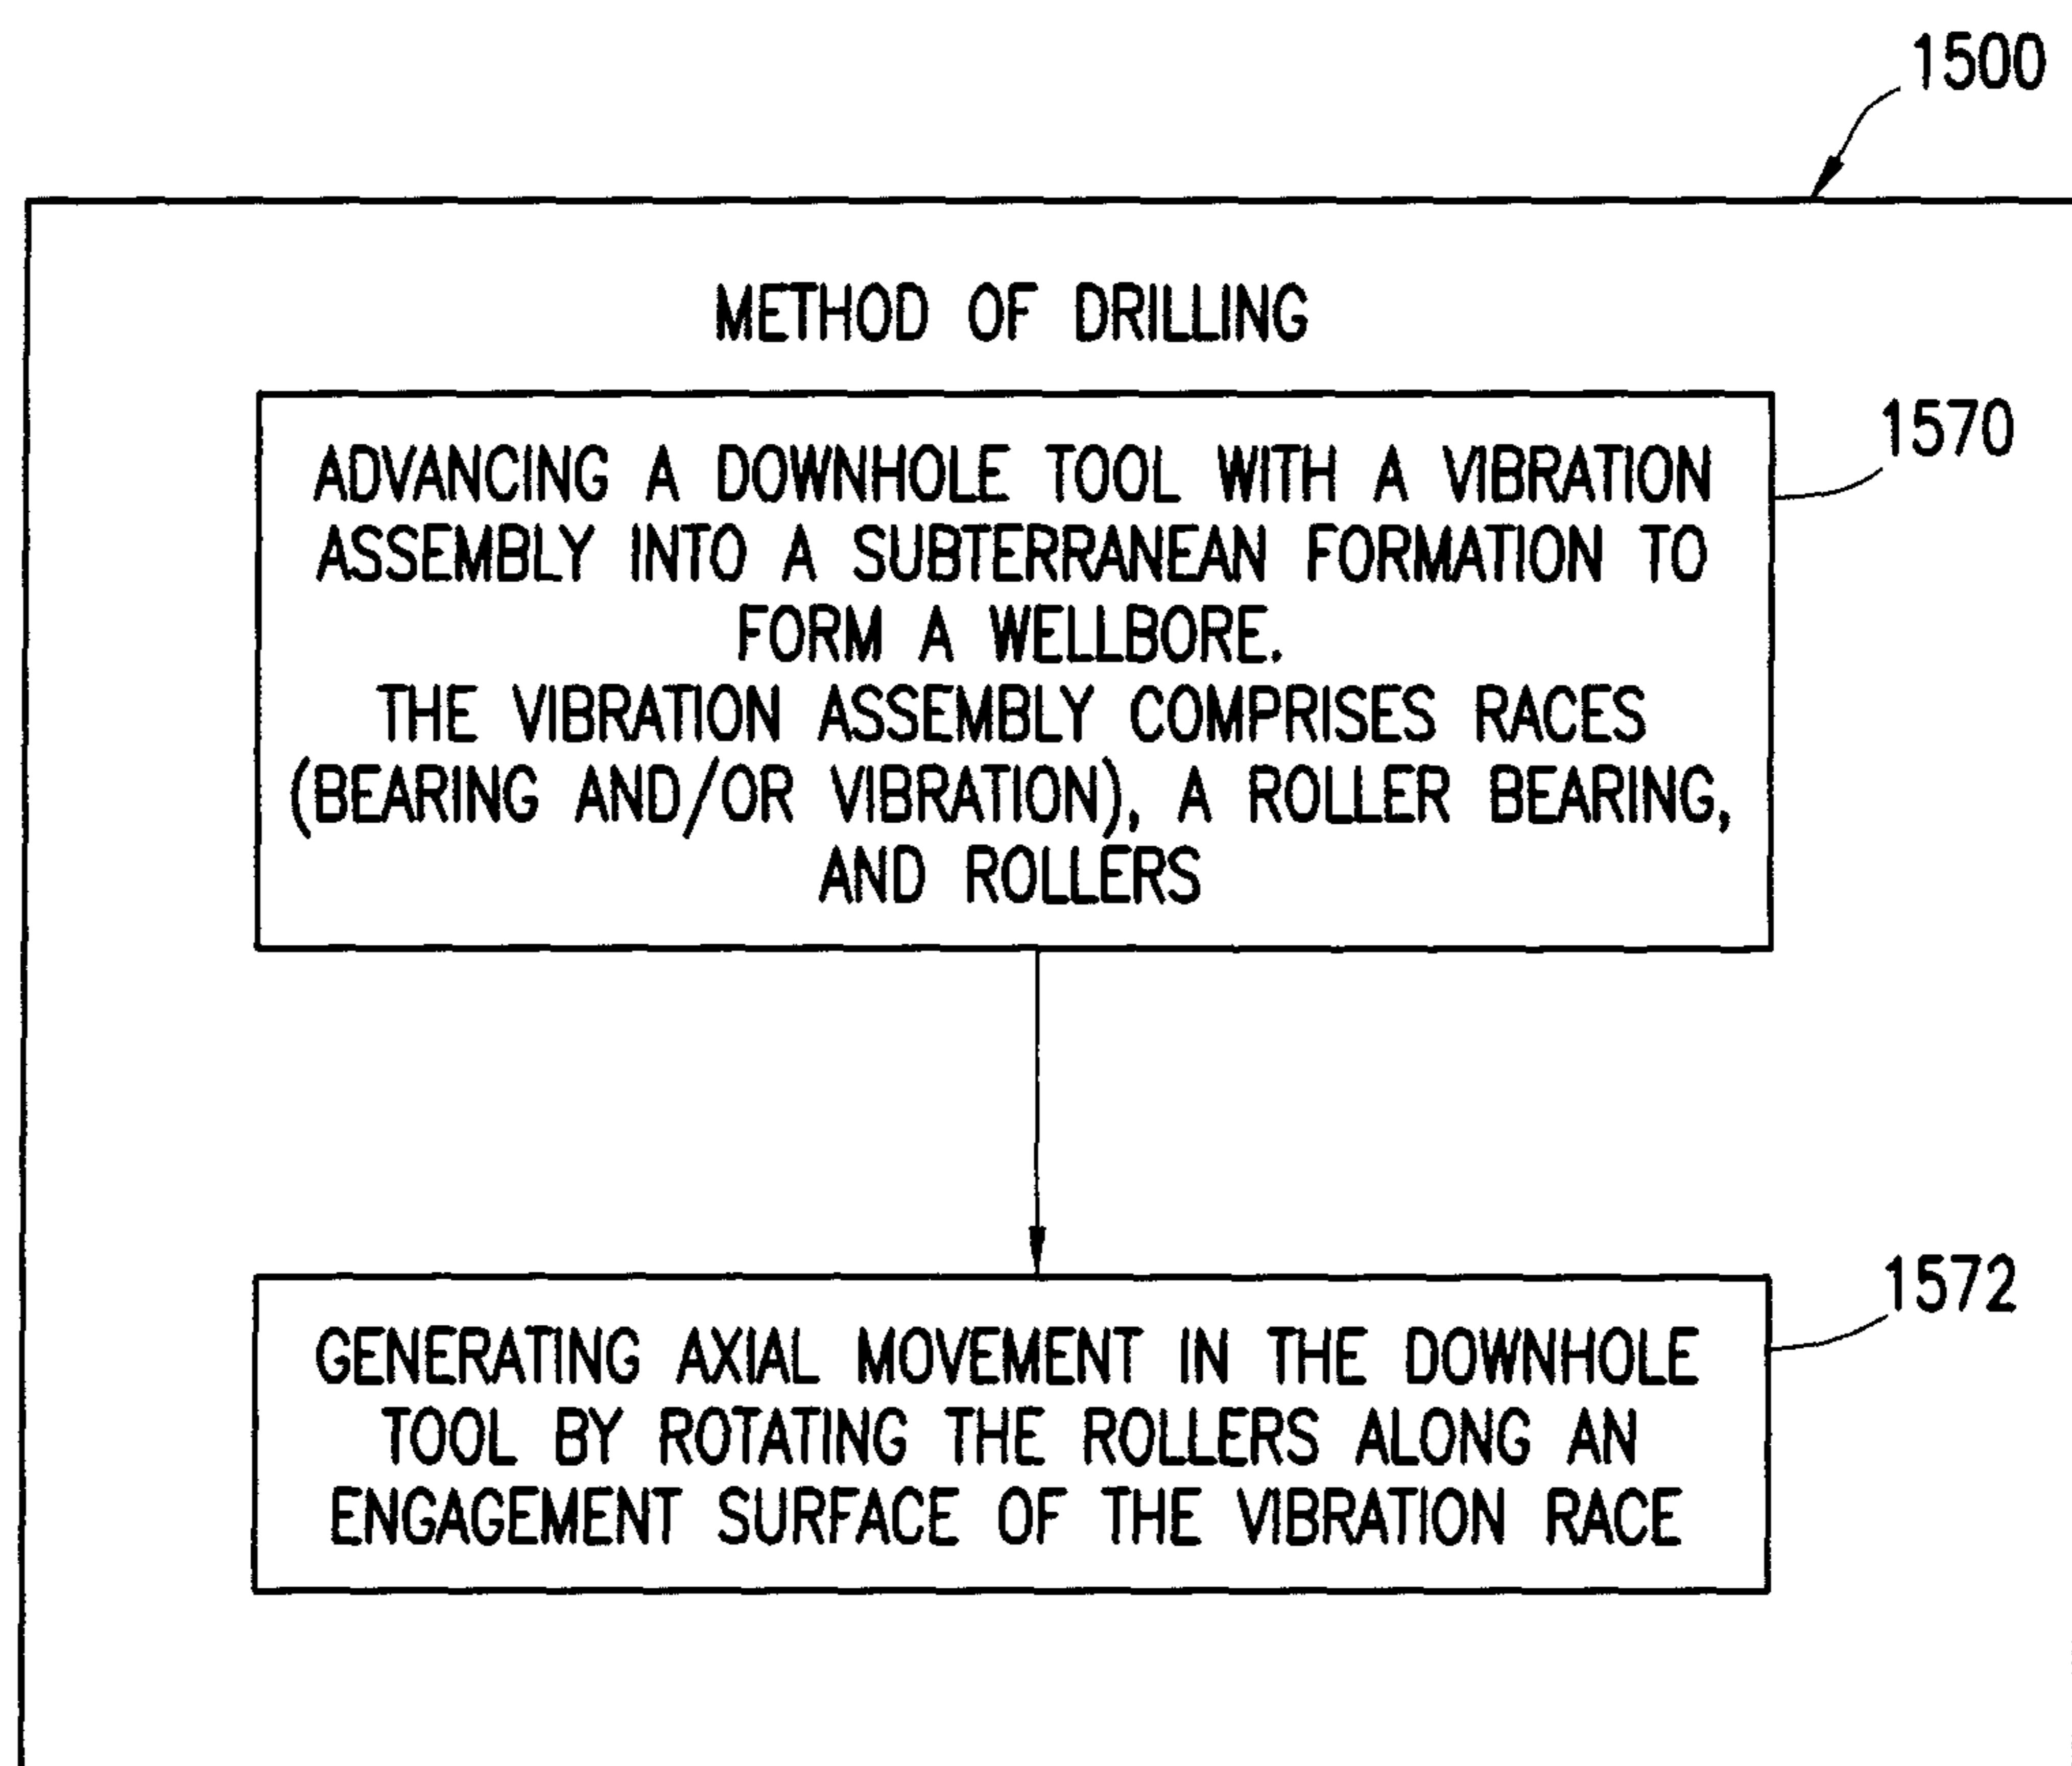 1500
METHOD OF DRILLING
1570
ADVANCING A DOWNHOLE TOOL WITH A VIBRATION
ASSEMBLY INTO A SUBTERRANEAN FORMATION TO
FORM A WELLBORE.
THE VIBRATION ASSEMBLY COMPRISES RACES
(BEARING AND/OR VIBRATION), A ROLLER BEARING,
AND ROLLERS
1572
GENERATING AXIAL MOVEMENT IN THE DOWNHOLE
TOOL BY ROTATING THE ROLLERS ALONG AN
ENGAGEMENT SURFACE OF THE VIBRATION RACE